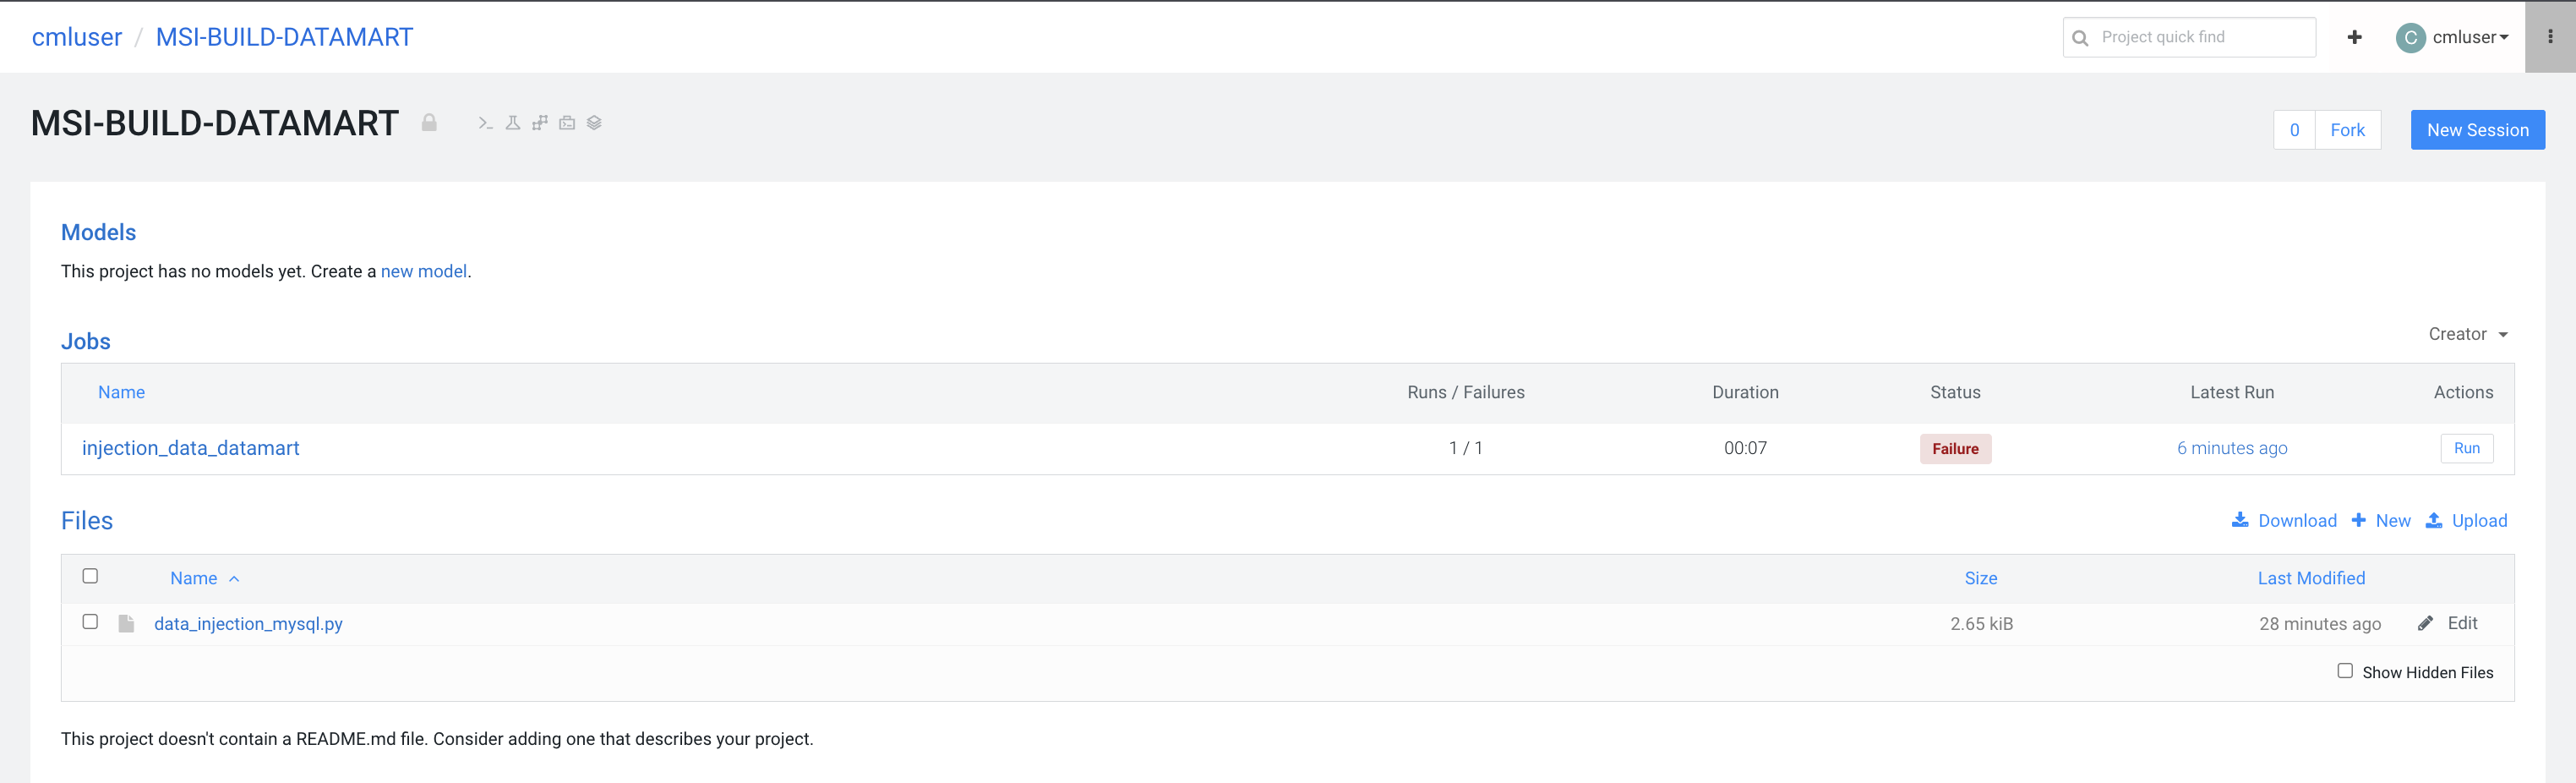 cmluser / MSI-BUILD-DATAMART
Project quick find
C cmluser
MSI-BUILD-DATAMART
0 Fork
New Session
Models
This project has no models yet. Create a new model.
Jobs
Creator
Name Runs / Failures Duration Status Latest Run Actions
injection_data_datamart 1 / 1 00:07 Failure 6 minutes ago Run
Files
Download New Upload
Name Size Last Modified
data_injection_mysql.py 2.65 kiB 28 minutes ago Edit
Show Hidden Files
This project doesn't contain a README.md file. Consider adding one that describes your project.